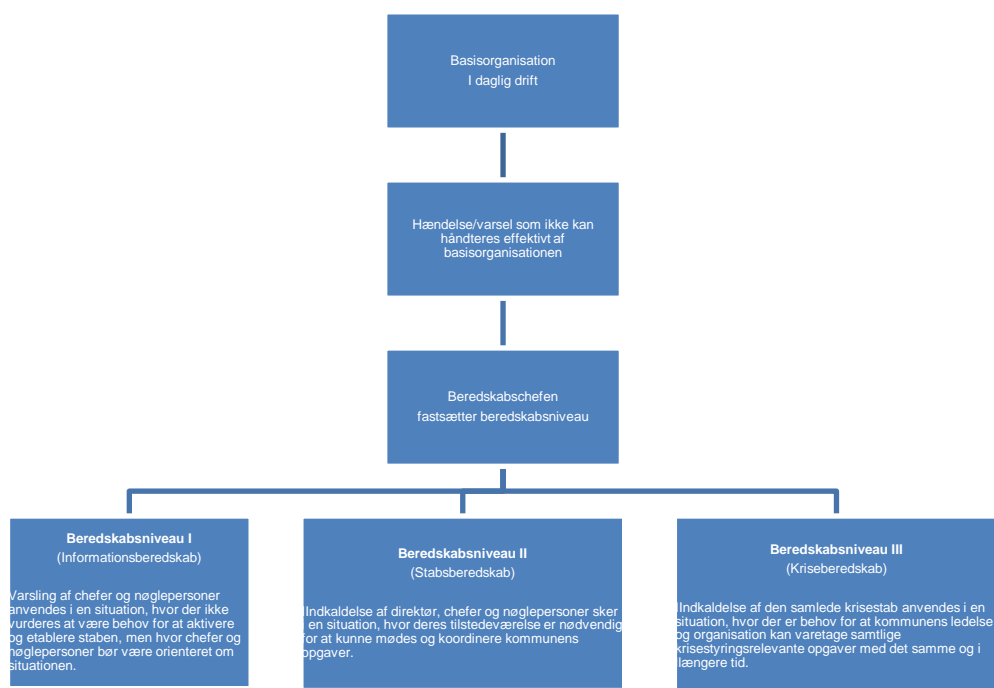 Basisorganisation
I daglig drift
Hændelse/varsel som ikke kan
håndteres effektivt af
basisorganisationen
Beredskabschefen
fastsætter beredskabsniveau
Beredskabsniveau I
(Informationsberedskab)
Varsling af chefer og nøglepersoner
anvendes i en situation, hvor der ikke
vurderes at være behov for at aktivere
og etablere staben, men hvor chefer og
nøglepersoner bør være orienteret om
situationen.
Beredskabsniveau II
(Stabsberedskab)
Indkaldelse af direktør, chefer og nøglepersoner sker
i en situation, hvor deres tilstedeværelse er nødvendig
for at kunne mødes og koordinere kommunens
opgaver.
Beredskabsniveau III
(Kriseberedskab)
Indkaldelse af den samlede krisestab anvendes i en
situation, hvor der er behov for at kommunens ledelse
og organisation kan varetage samtlige
krisestyringsrelevante opgaver med det samme og i
længere tid.